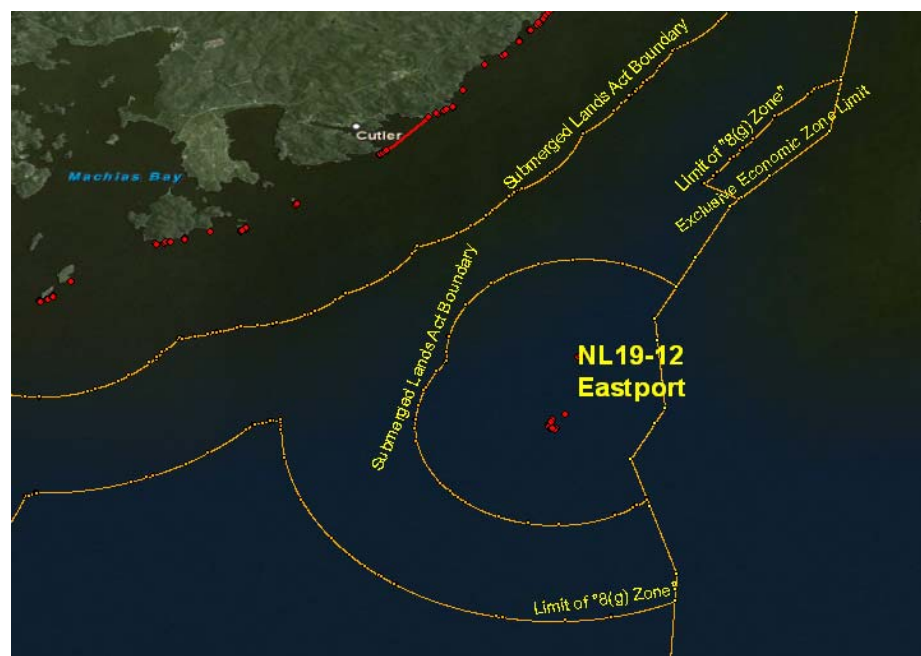 Submerged Lands Act Boundary
Limit of "8(g) Zone"
Exclusive Economic Zone Limit
Cutler
Machias Bay
Submerged Lands Act Boundary
NL19-12
Eastport
Limit of "8(g) Zone"